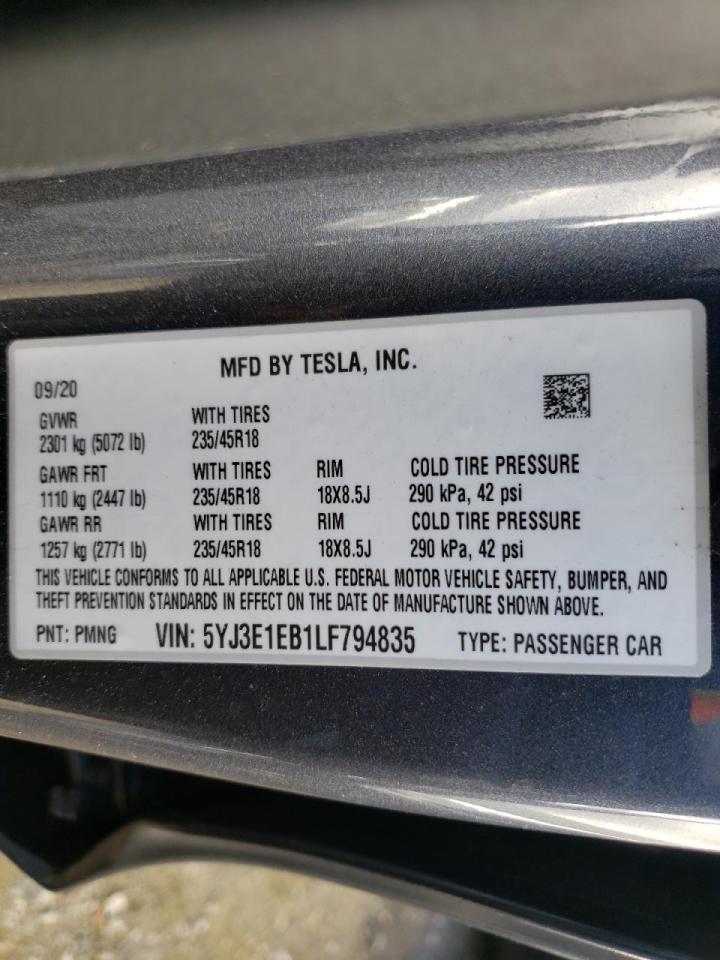 MFD BY TESLA, INC.
09/20
GVWR WITH TIRES
2301 kg (5072 lb) 235/45R18
GAWR FRT WITH TIRES RIM COLD TIRE PRESSURE
1110 kg (2447 lb) 235/45R18 18X8.5J 290 kPa, 42 psi
GAWR RR WITH TIRES RIM COLD TIRE PRESSURE
1257 kg (2771 lb) 235/45R18 18X8.5J 290 kPa, 42 psi
THIS VEHICLE CONFORMS TO ALL APPLICABLE U.S. FEDERAL MOTOR VEHICLE SAFETY, BUMPER, AND
THEFT PREVENTION STANDARDS IN EFFECT ON THE DATE OF MANUFACTURE SHOWN ABOVE.
PNT: PMNG VIN: 5YJ3E1EB1LF794835 TYPE: PASSENGER CAR